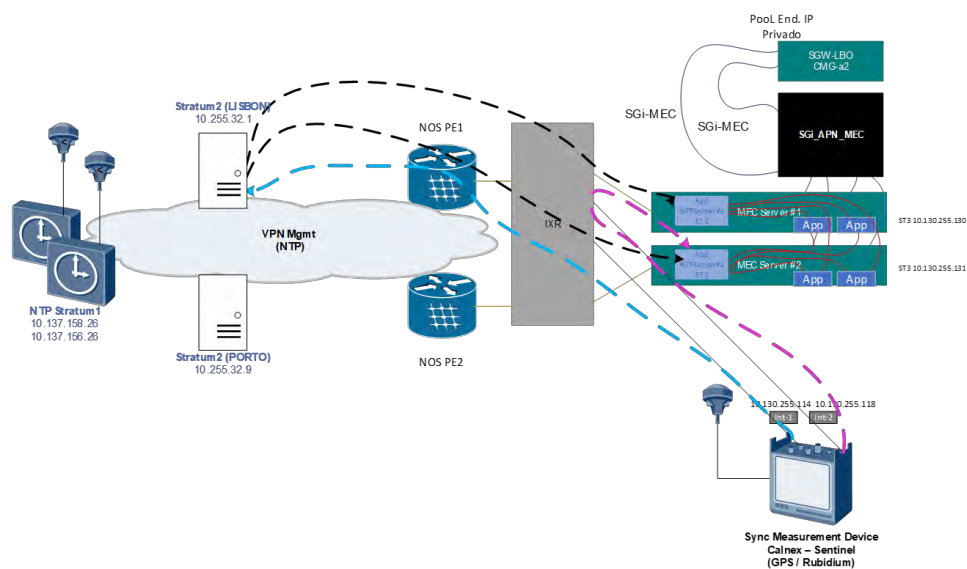 PooL End. IP
Privado
SGW-LBO
CMG-a2
Stratum2 (LISBON)
10.255.32.1
NOS PE1
SGi-MEC
SGi-MEC
SGi_APN_MEC
MEC Server #1
App
App
ST3 10.130.255.130
VPN Mgmt
(NTP)
IXR
MEC Server #2
App
App
ST3 10.130.255.131
NTP Stratum1
10.137.158.26
10.137.156.26
Stratum2 (PORTO)
10.255.32.9
NOS PE2
10.130.255.114
10.130.255.118
Int-1
Int-2
Sync Measurement Device
Calnex – Sentinel
(GPS / Rubidium)